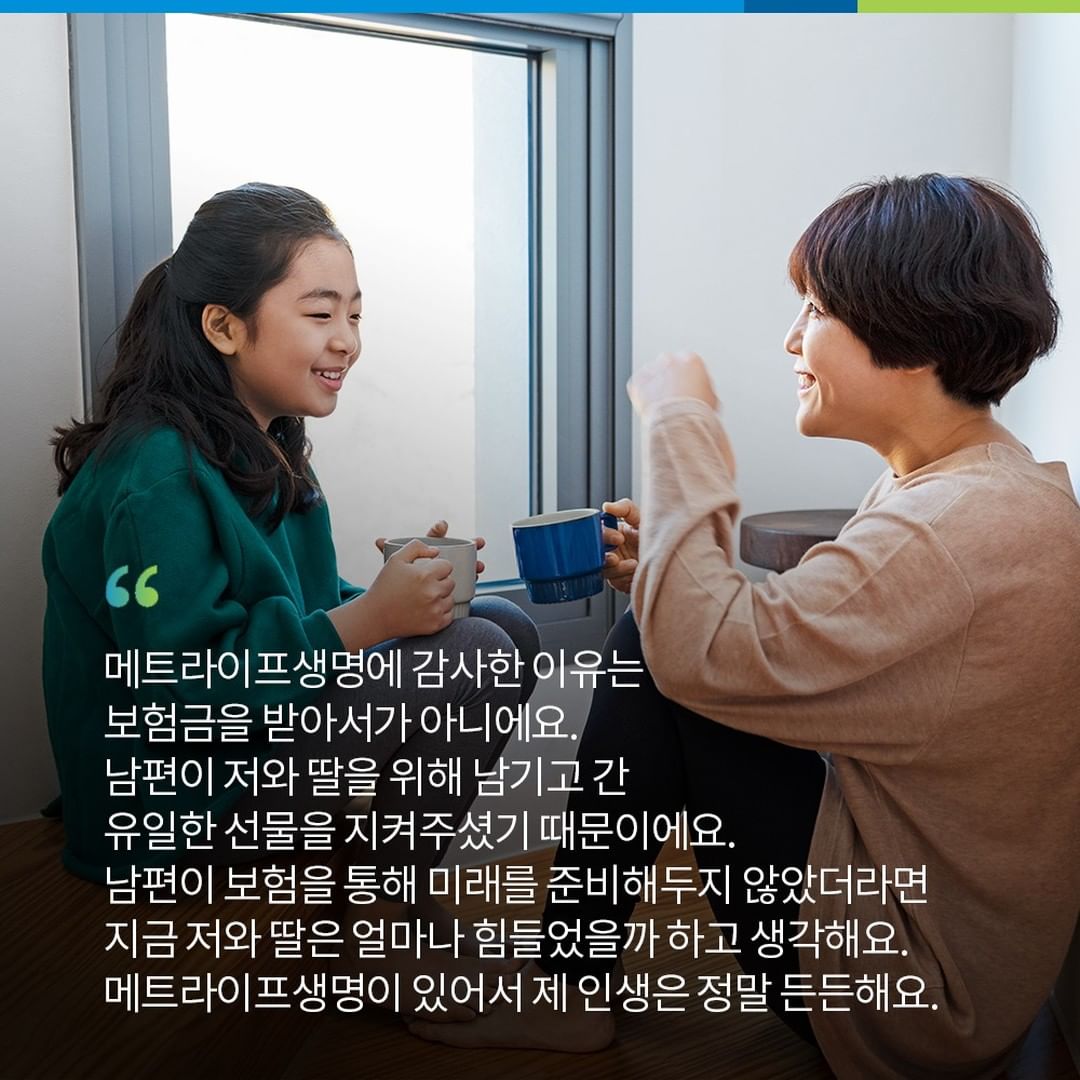 메트라이프생명에 감사한 이유는
보험금을 받아서가 아니에요.
남편이 저와 딸을 위해 남기고 간
유일한 선물을 지켜주셨기 때문이에요.
남편이 보험을 통해 미래를 준비해두지 않았더라면
지금 저와 딸은 얼마나 힘들었을까 하고 생각해요.
메트라이프생명이 있어서 제 인생은 정말 든든해요.